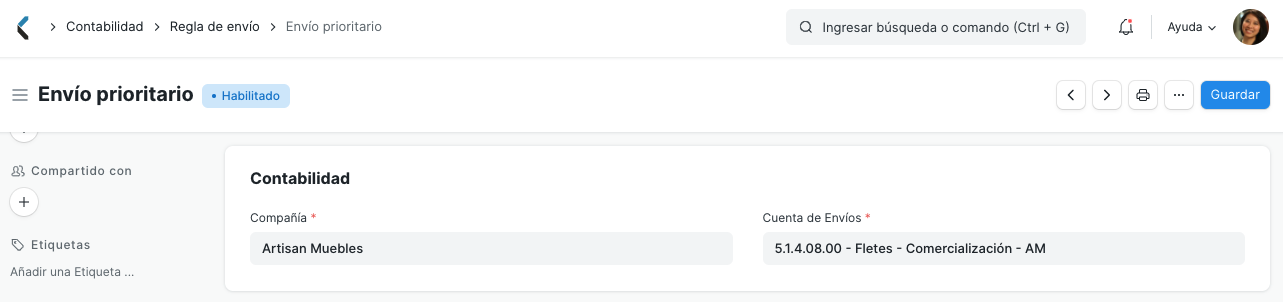 Contabilidad Regla de envío Envío prioritario Ingresar búsqueda o comando (Ctrl + G) Ayuda
Envío prioritario • Habilitado ... Guardar
Compartido con
+
Etiquetas
Añadir una Etiqueta ...
Contabilidad
Compañía * Cuenta de Envíos *
Artisan Muebles 5.1.4.08.00 - Fletes - Comercialización - AM